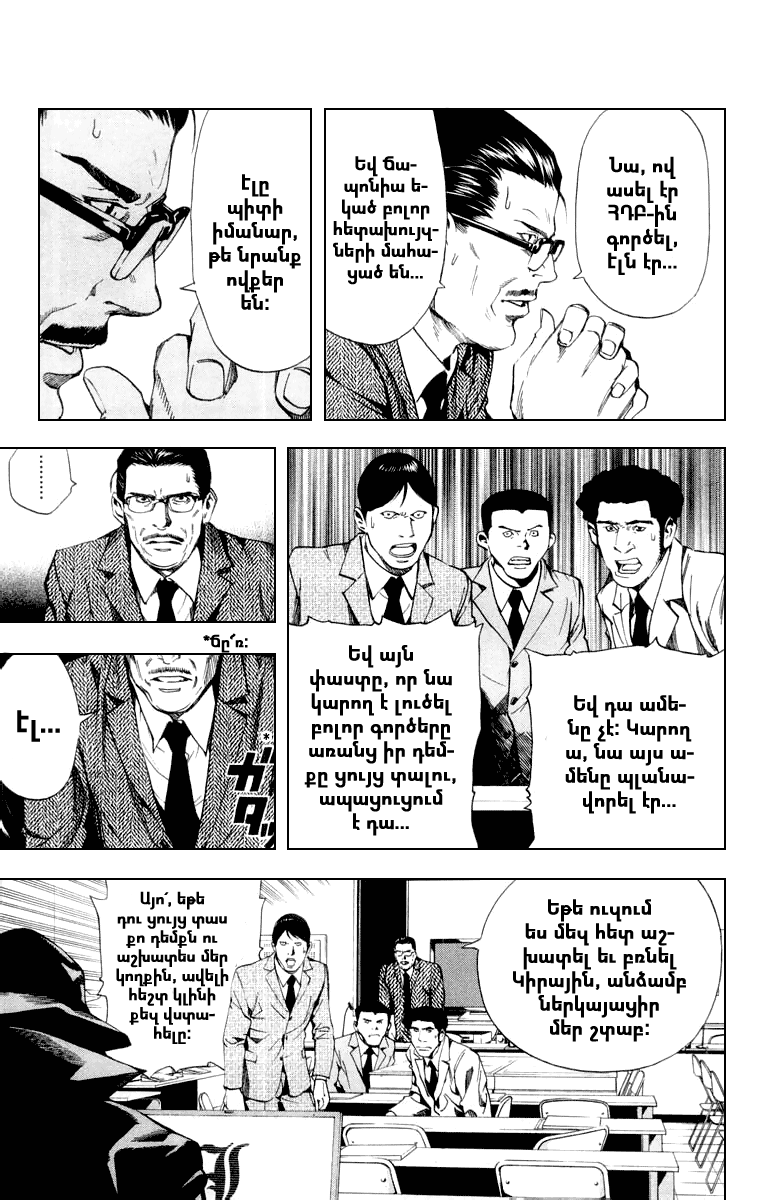 Նա, ով
ասել էր
ՀԴԲ-ին
գործել,
Էլն էր...
Եվ Ճա-
պոնիա ե-
կած բոլոր
հետախույզ-
ների մահա-
ցած են...
Էլը
պիտի
իմանար,
թե նրանք
ովքեր
են:
Եվ դա ամե-
նը չէ: Կարող
ա, նա այս ա-
մենը պլանա-
վորել էր...
Եվ այն
փաստը, որ նա
կարող է լուծել
բոլոր գործերը
առանց իր դեմ-
քը ցույց տալու,
ապացուցում
է դա...
.........
*ճը՜ռ:
Էլ...
*
ガタッ
Եթե ուզում
ես մեզ հետ աշ-
խատել եւ բռնել
Կիրային, անձամբ
ներկայացիր
մեր շտաբ:
Այո՛, եթե
դու ցույց տաս
քո դեմքն ու
աշխատես մեր
կողքին, ավելի
հեշտ կլինի
քեզ վստա-
հելը:
L